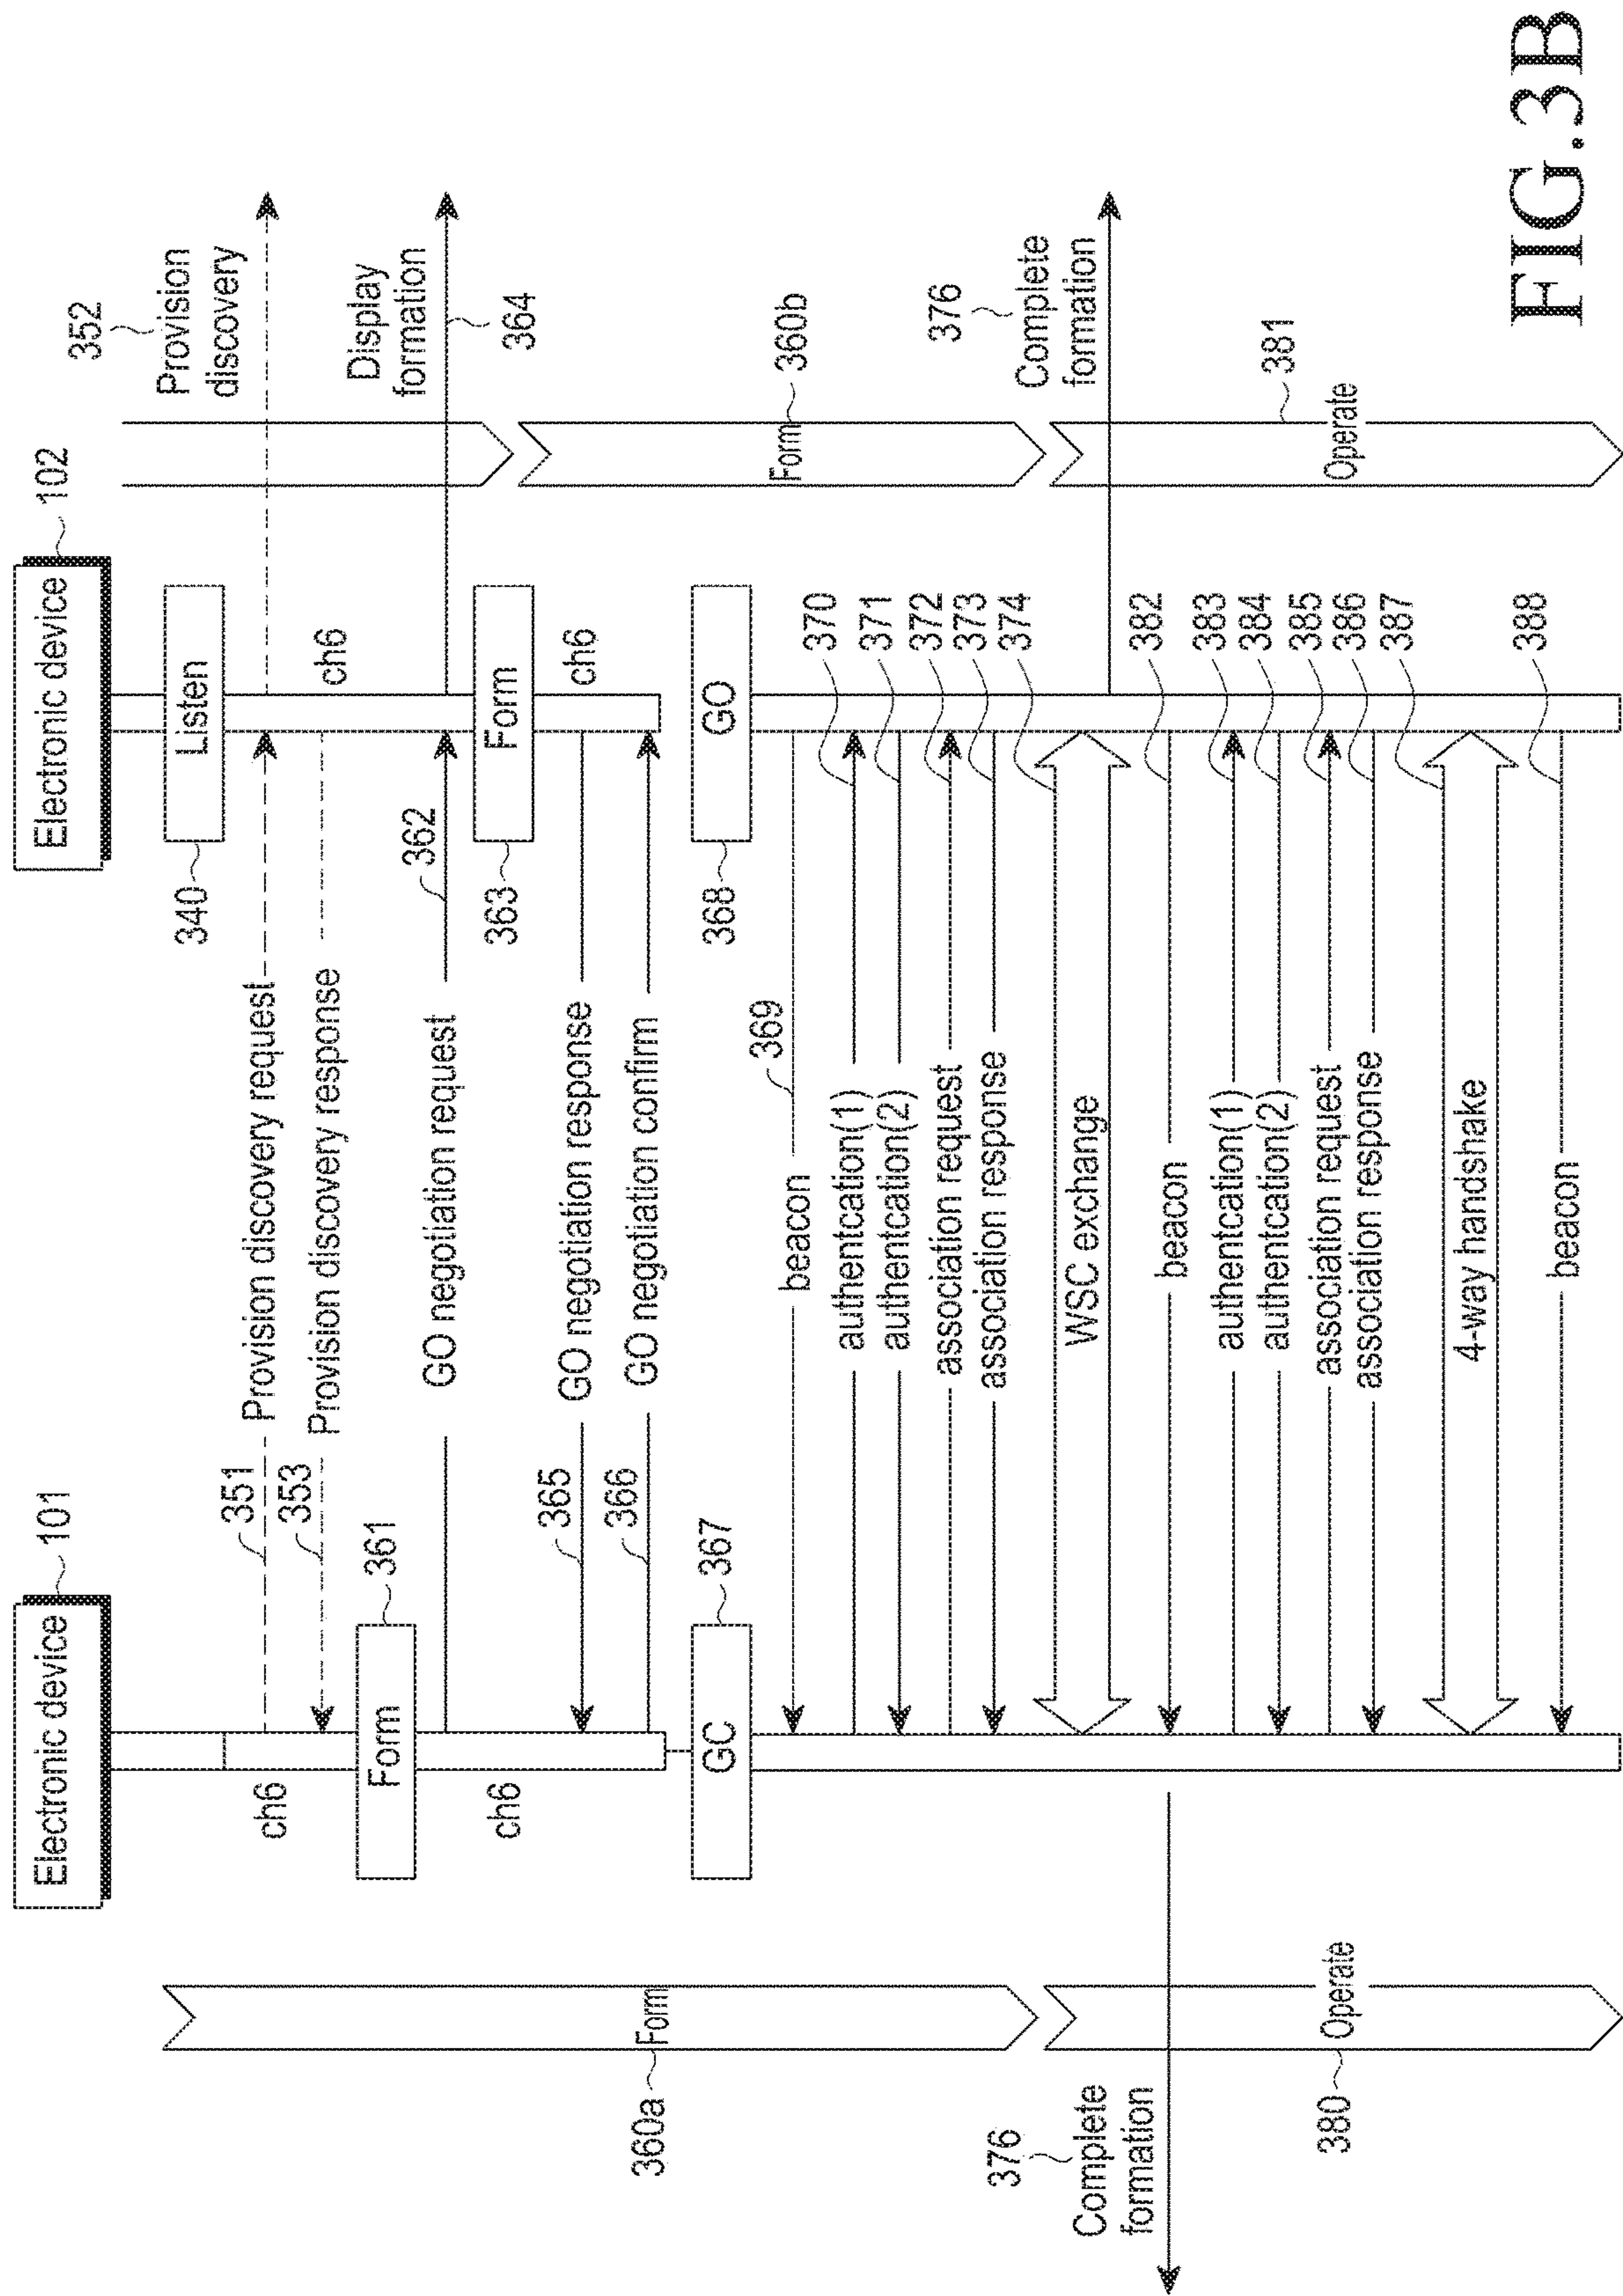 Electronic device
101
Electronic device
102
340
Listen
352
Provision
discovery
351
Provision discovery request
ch6
353
Provision discovery response
ch6
361
Form
Display
formation
362
GO negotiation request
364
ch6
363
Form
365
GO negotiation response
ch6
366
GO negotiation confirm
360a
Form
360b
Form
367
GC
368
GO
369
beacon
authentcation(1)
370
authentcation(2)
371
association request
372
association response
373
WSC exchange
374
376
Complete
formation
376
Complete
formation
beacon
382
authentcation(1)
383
authentcation(2)
384
association request
385
association response
386
380
Operate
381
Operate
4-way handshake
387
beacon
388
FIG.3B